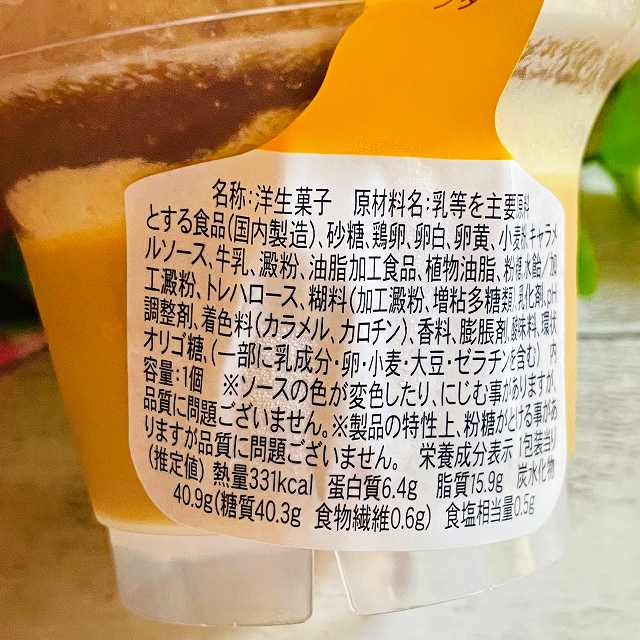 名称:洋生菓子 原材料名:乳等を主要原料
とする食品(国内製造)、砂糖、鶏卵、卵白、卵黄、小麦粉、キャラメ
ルソース、牛乳、澱粉、油脂加工食品、植物油脂、粉糖、水飴/加
工澱粉、トレハロース、糊料(加工澱粉、増粘多糖類)、乳化剤、pH
調整剤、着色料(カラメル、カロチン)、香料、膨脹剤、酸味料、環状
オリゴ糖、(一部に乳成分・卵・小麦・大豆・ゼラチンを含む) 内
容量:1個 ※ソースの色が変色したり、にじむ事がありますが、
品質に問題ございません。※製品の特性上、粉糖がとける事があ
りますが品質に問題ございません。 栄養成分表示 1包装当り
(推定値) 熱量331kcal 蛋白質6.4g 脂質15.9g 炭水化物
40.9g(糖質40.3g 食物繊維0.6g) 食塩相当量0.5g